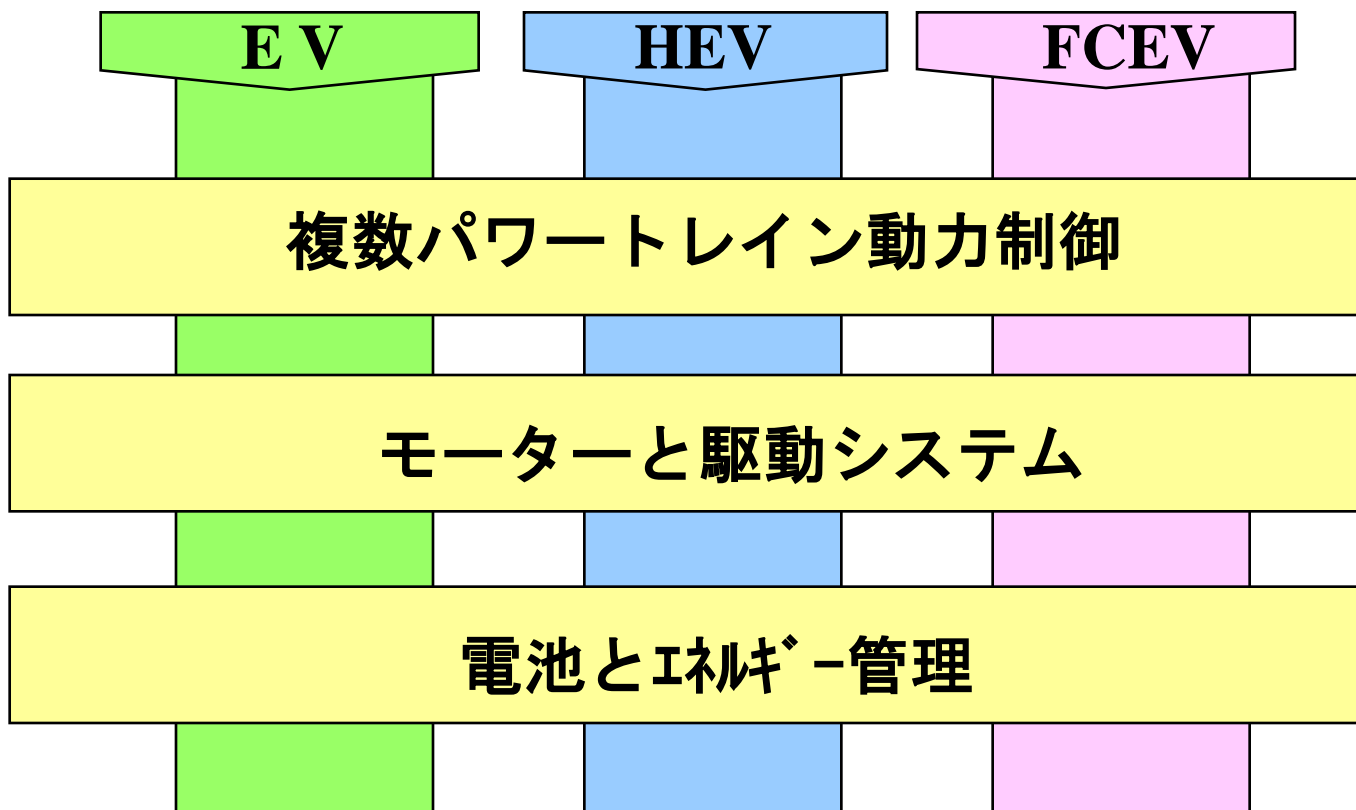 E V
HEV
FCEV
複数パワートレイン動力制御
モーターと駆動システム
電池とｴﾈﾙｷﾞｰ管理